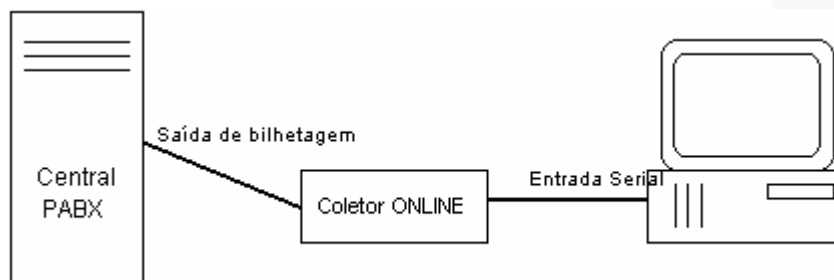 Saída de bilhetagem
Central
PABX
Coletor ONLINE
Entrada Serial